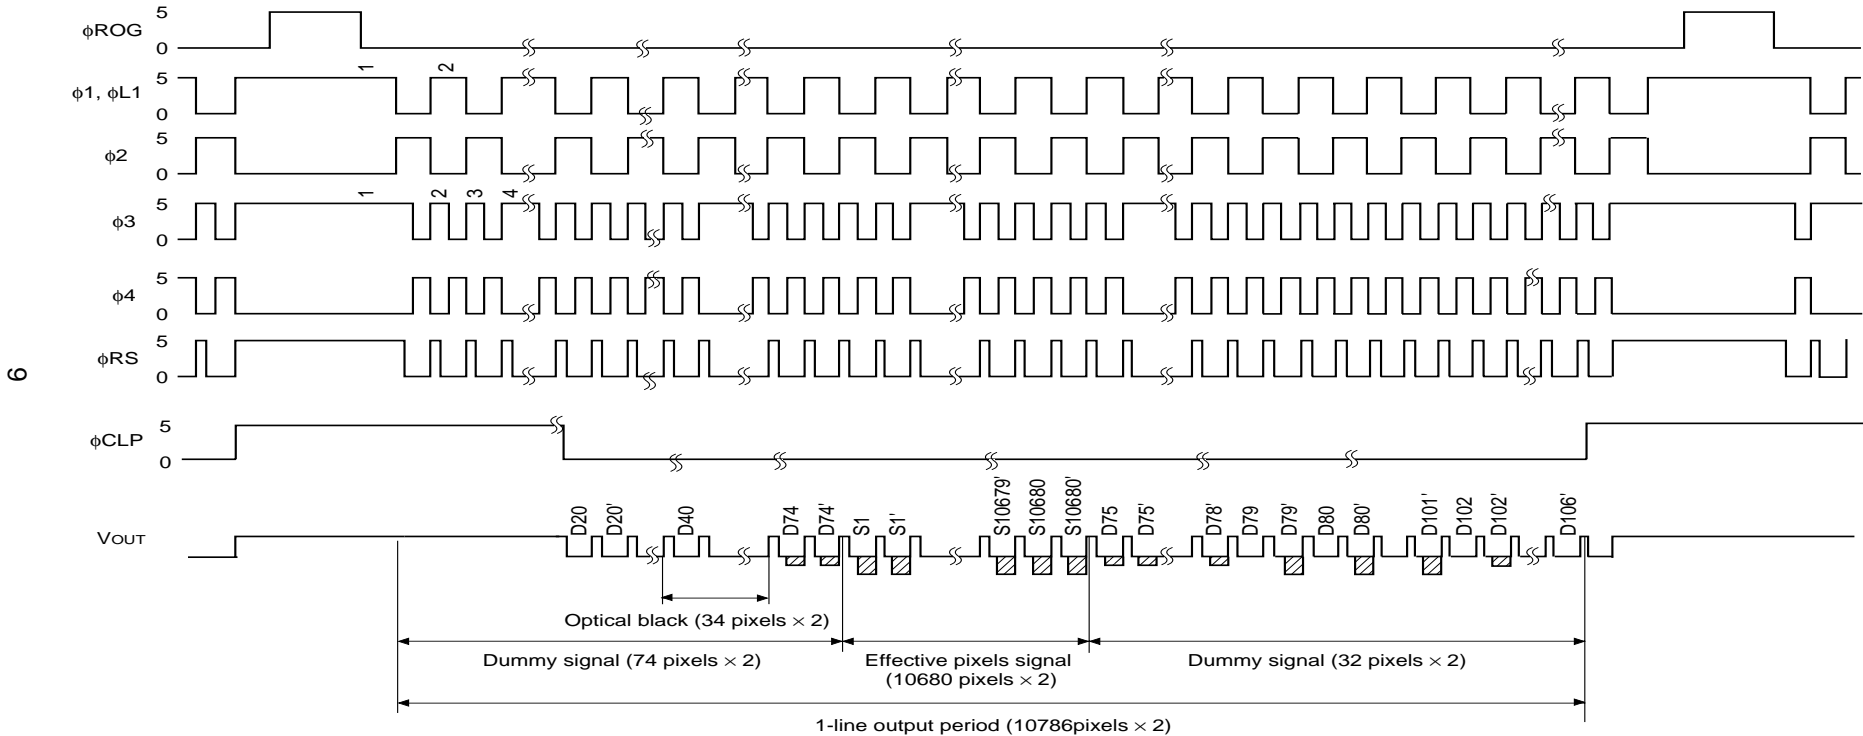 φROG 5
0
φ1, φL1 5
0
1 2
φ2 5
0
φ3 5
0
1 2 3 4
φ4 5
0
φRS 5
0
6
φCLP 5
0
VOUT
D20 D20' D40 D74 D74' S1 S1' S10679' S10680 S10680' D75 D75' D78' D79 D79' D80 D80' D101' D102 D102' D106'
Optical black (34 pixels × 2)
Dummy signal (74 pixels × 2)
Effective pixels signal
(10680 pixels × 2)
Dummy signal (32 pixels × 2)
1-line output period (10786pixels × 2)